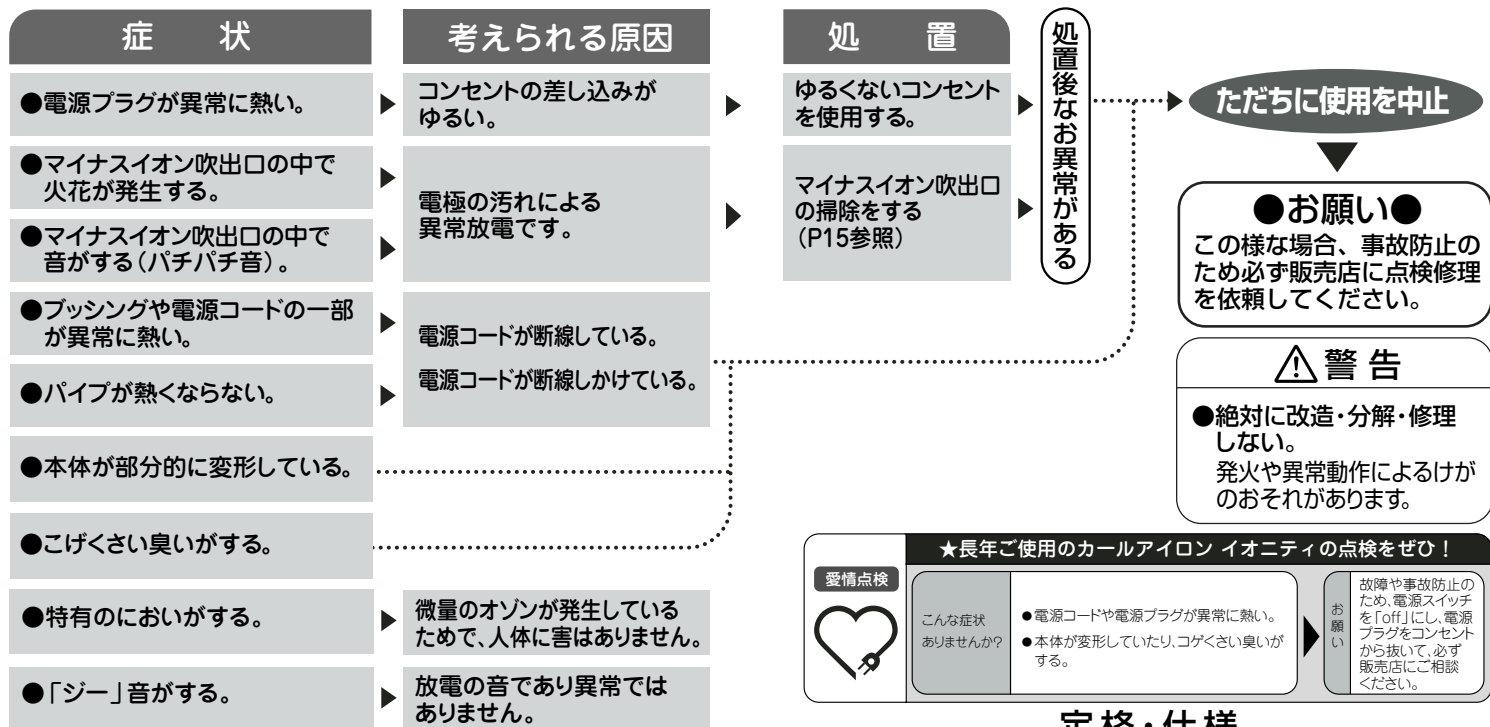 症 状
考えられる原因
処 置
●電源プラグが異常に熱い。
コンセントの差し込みが
ゆるい。
ゆるくないコンセント
を使用する。
●マイナスイオン吹出口の中で
火花が発生する。
●マイナスイオン吹出口の中で
音がする(パチパチ音)。
電極の汚れによる
異常放電です。
マイナスイオン吹出口
の掃除をする
(P15参照)
処置後なお異常がある
●ブッシングや電源コードの一部
が異常に熱い。
●パイプが熱くならない。
電源コードが断線している。
電源コードが断線しかけている。
●本体が部分的に変形している。
●こげくさい臭いがする。
●特有のにおいがする。
微量のオゾンが発生している
ためで、人体に害はありません。
●「ジー」音がする。
放電の音であり異常では
ありません。
ただちに使用を中止
●お願い●
この様な場合、事故防止の
ため必ず販売店に点検修理
を依頼してください。
⚠警告
●絶対に改造・分解・修理
しない。
発火や異常動作によるけが
のおそれがあります。
★長年ご使用のカールアイロン イオニティの点検をぜひ!
愛情点検
こんな症状
ありませんか?
●電源コードや電源プラグが異常に熱い。
●本体が変形していたり、コゲくさい臭いが
する。
お願い
故障や事故防止の
ため、電源スイッチ
を「off」にし、電源
プラグをコンセント
から抜いて、必ず
販売店にご相談
ください。
定格・仕様